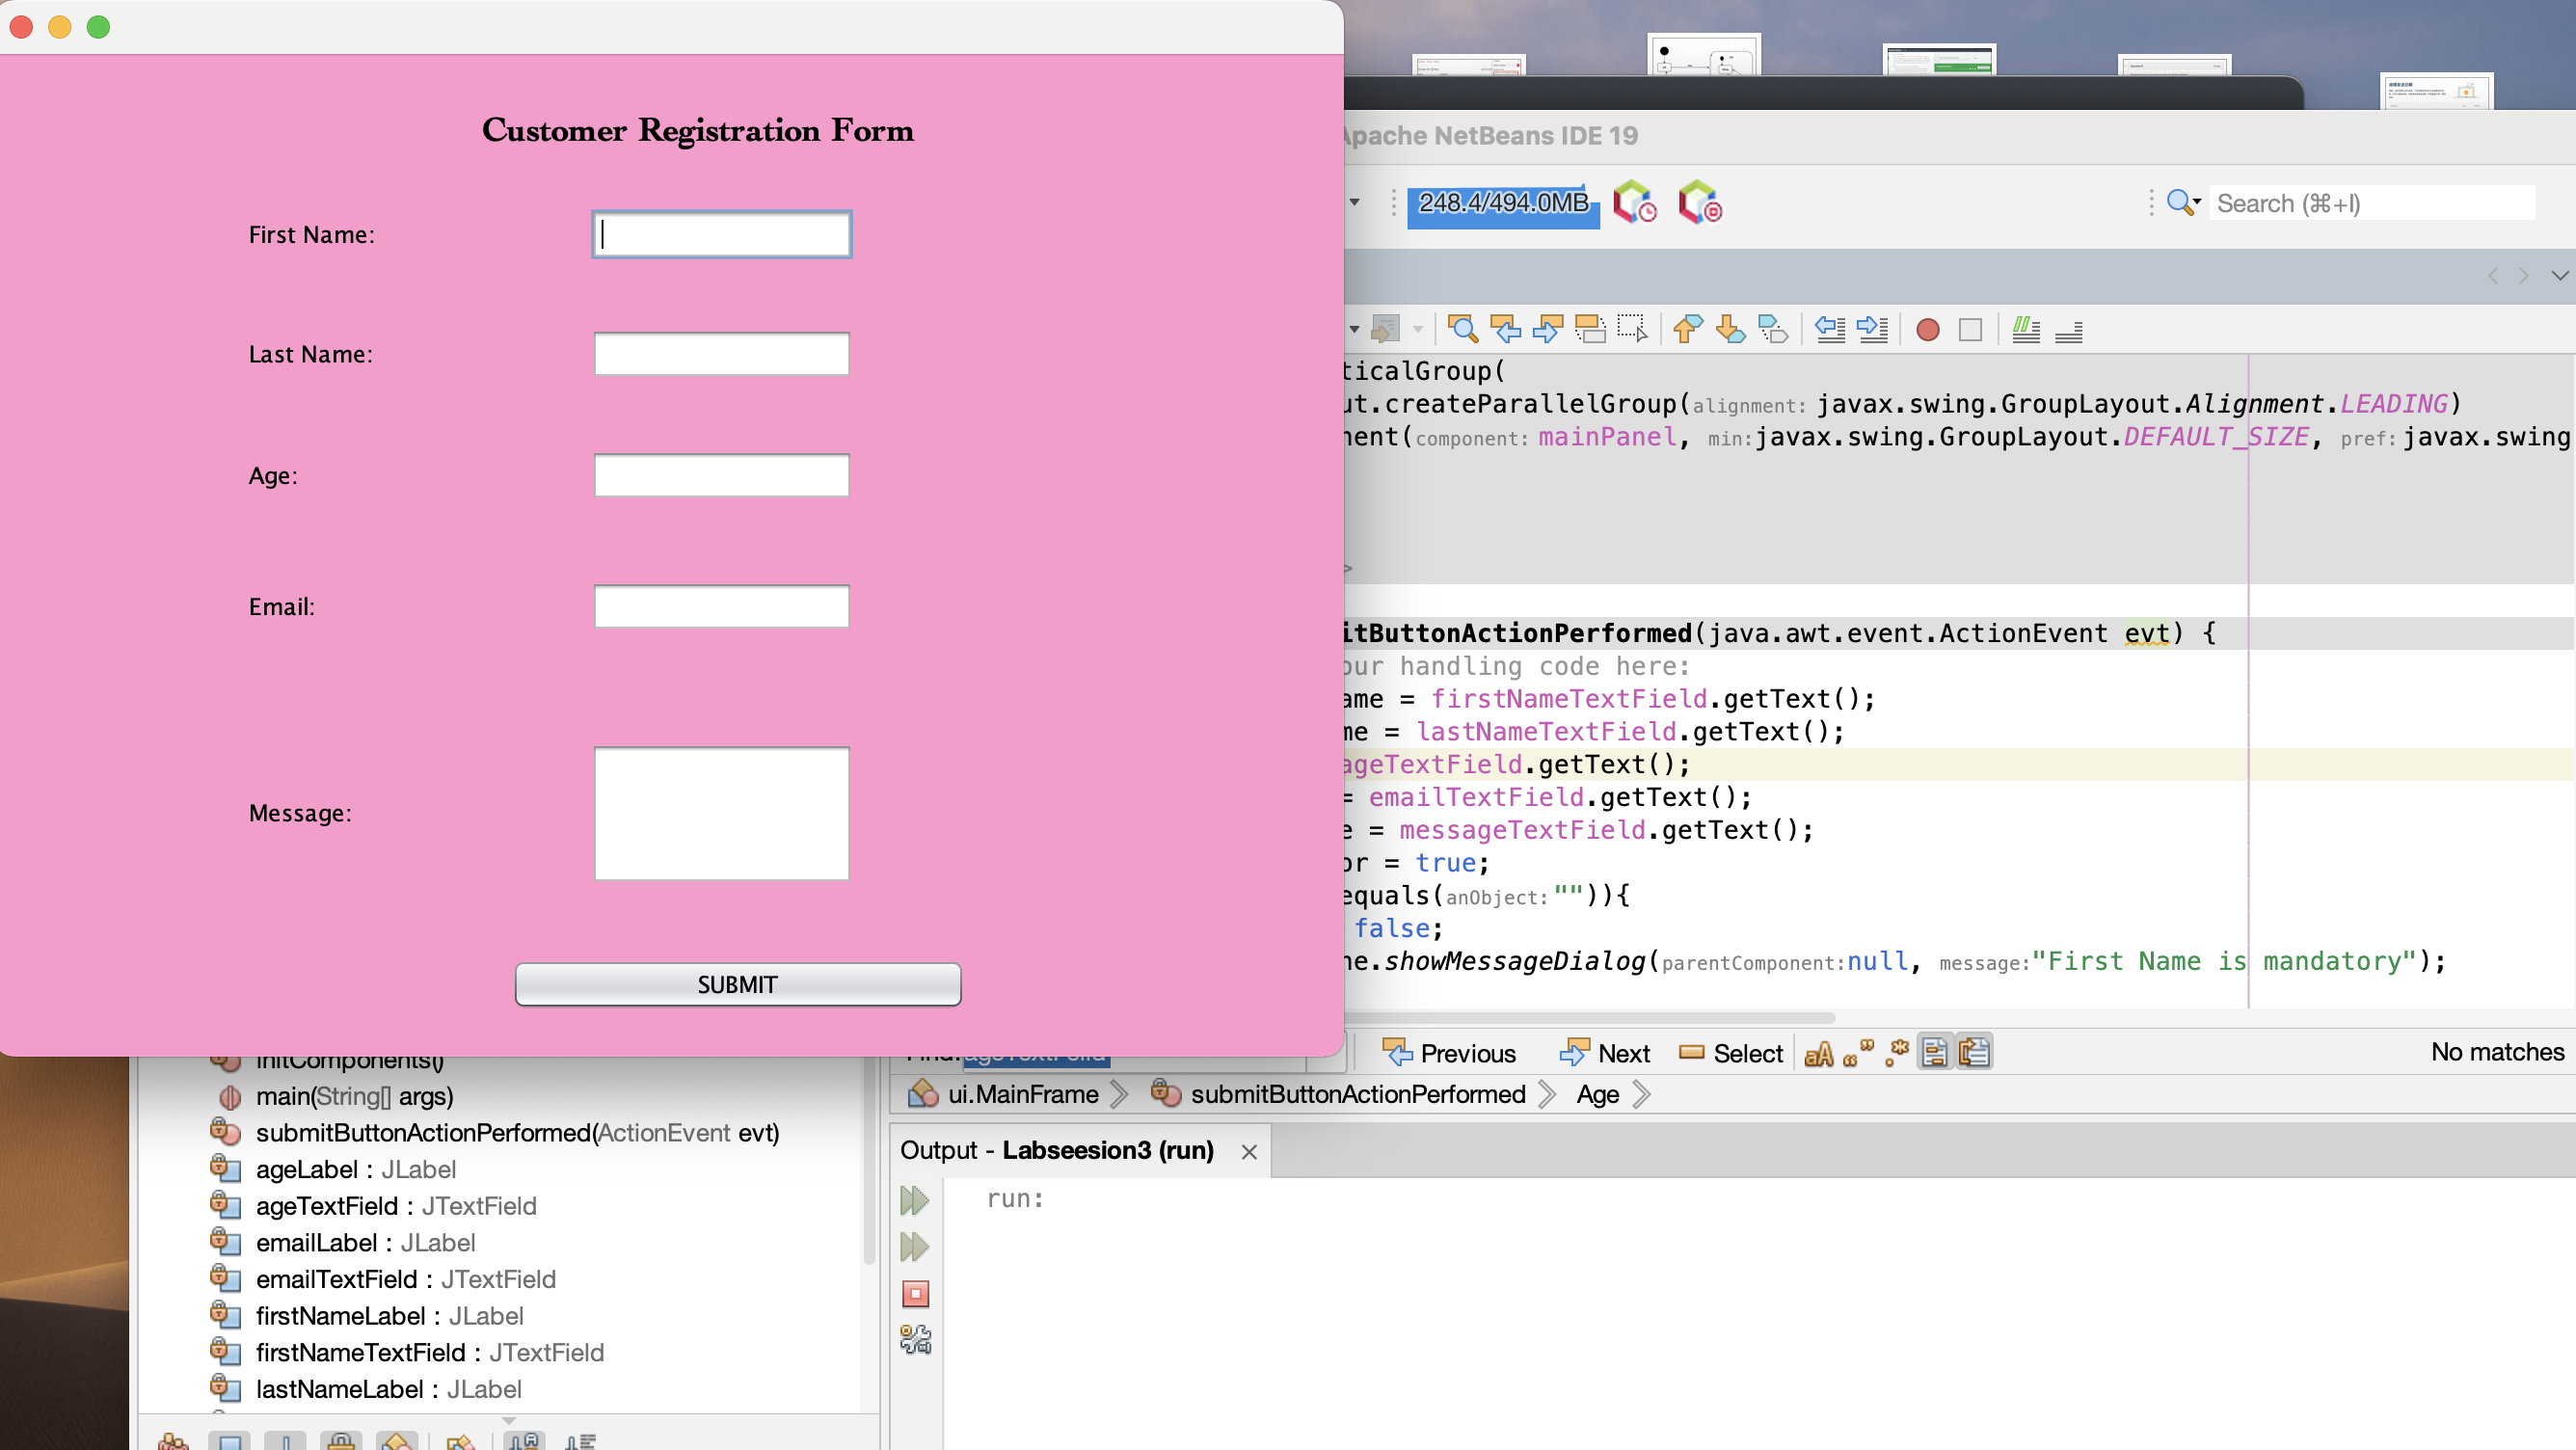 Customer Registration Form
First Name:
Last Name:
Age:
Email:
Message:
SUBMIT
Apache NetBeans IDE 19
248.4/494.0MB
Search (⌘+I)
ticalGroup(
ut.createParallelGroup(alignment: javax.swing.GroupLayout.Alignment.LEADING)
nent(component: mainPanel, min:javax.swing.GroupLayout.DEFAULT_SIZE, pref: javax.swing
>
itButtonActionPerformed(java.awt.event.ActionEvent evt) {
our handling code here:
ame = firstNameTextField.getText();
me = lastNameTextField.getText();
ageTextField.getText();
= emailTextField.getText();
e = messageTextField.getText();
or = true;
equals(anObject:"")){
false;
ne.showMessageDialog(parentComponent:null, message:"First Name is mandatory");
Previous
Next
Select
No matches
ui.MainFrame
submitButtonActionPerformed
Age
initComponents()
main(String[] args)
submitButtonActionPerformed(ActionEvent evt)
ageLabel : JLabel
ageTextField : JTextField
emailLabel : JLabel
emailTextField : JTextField
firstNameLabel : JLabel
firstNameTextField : JTextField
lastNameLabel : JLabel
Output - Labseesion3 (run)
run: